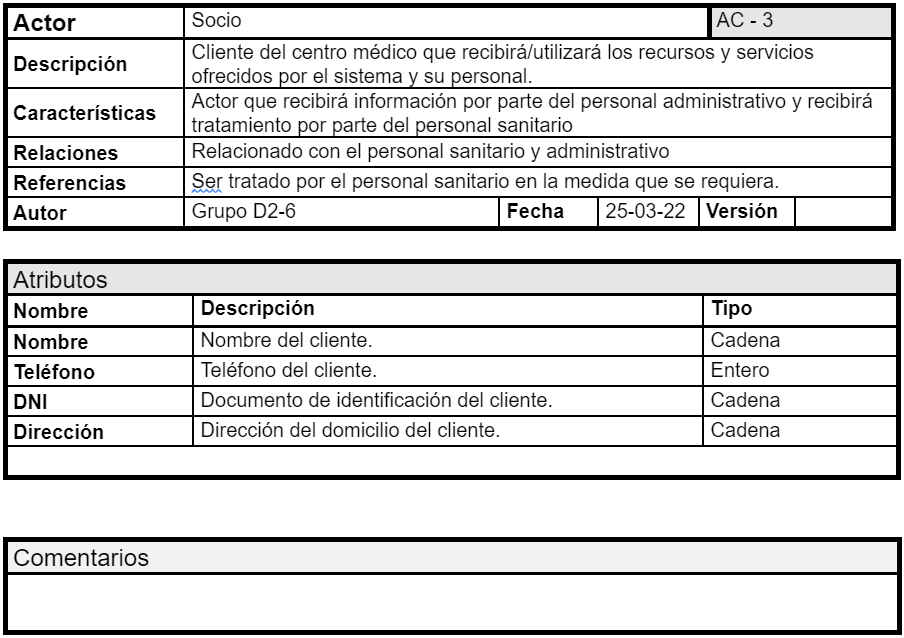 Actor Socio AC - 3
Descripción Cliente del centro médico que recibirá/utilizará los recursos y servicios
ofrecidos por el sistema y su personal.
Características Actor que recibirá información por parte del personal administrativo y recibirá
tratamiento por parte del personal sanitario
Relaciones Relacionado con el personal sanitario y administrativo
Referencias Ser tratado por el personal sanitario en la medida que se requiera.
Autor Grupo D2-6 Fecha 25-03-22 Versión
Atributos
Nombre Descripción Tipo
Nombre Nombre del cliente. Cadena
Teléfono Teléfono del cliente. Entero
DNI Documento de identificación del cliente. Cadena
Dirección Dirección del domicilio del cliente. Cadena
Comentarios